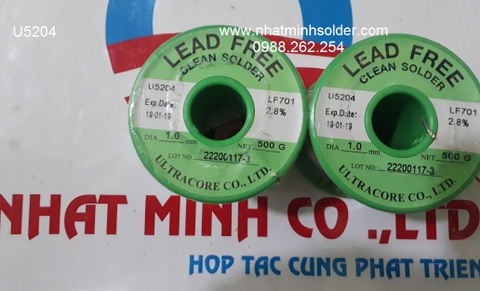 U5204
www.nhatminhsolder.com
0988.262.254
LEAD FREE
CLEAN SOLDER
U5204
LF701
Exp.Date:
2.8%
19-01-19
DIA 1.0 mm
NET 500 G
LOT NO. 22200117-3
ULTRACORE CO., LTD.
LEAD FREE
CLEAN SOLDER
U5204
LF701
Exp.Date:
2.8%
19-01-19
DIA 1.0 mm
NET 500 G
LOT NO. 22200117-3
ULTRACORE CO., LTD.
NHAT MINH CO .,LTD
HOP TAC CUNG PHAT TRIEN